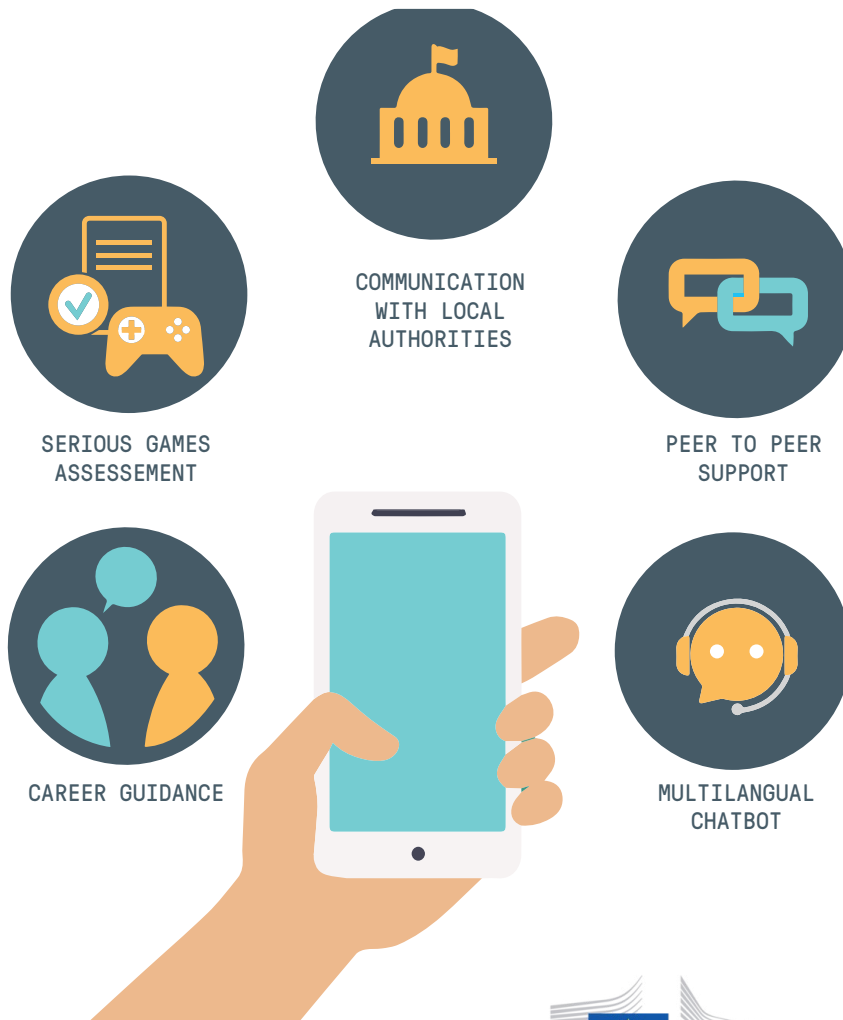 COMMUNICATION
WITH LOCAL
AUTHORITIES
SERIOUS GAMES
ASSESSEMENT
PEER TO PEER
SUPPORT
CAREER GUIDANCE
MULTILANGUAL
CHATBOT